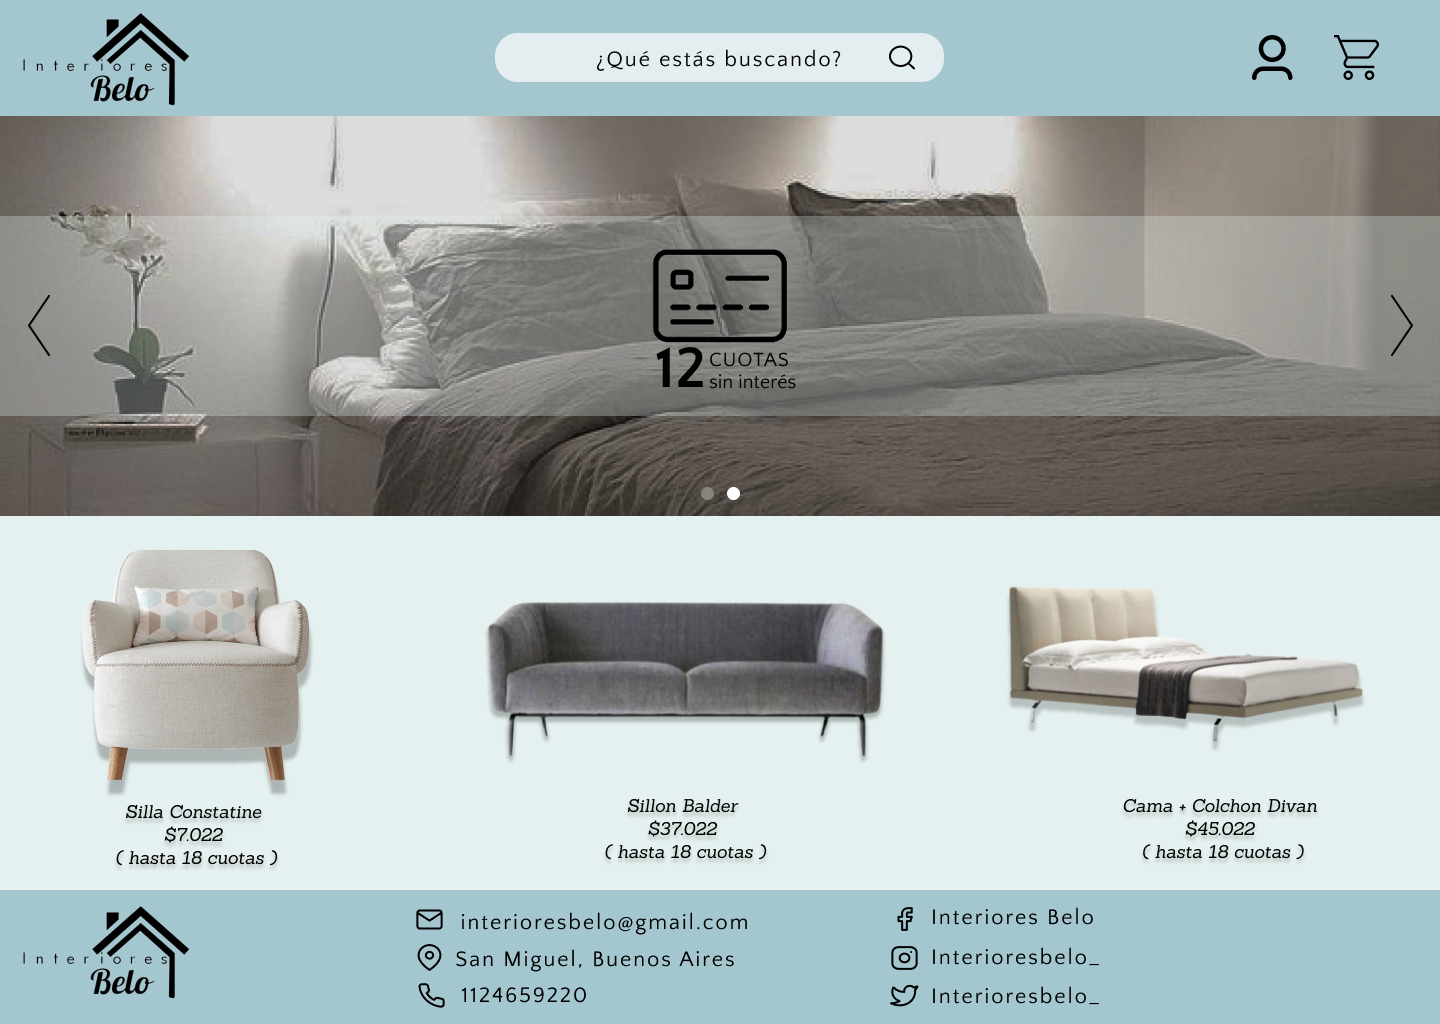 Interiores
Belo
¿Qué estás buscando?
12 CUOTAS
sin interés
Silla Constatine
$7.022
( hasta 18 cuotas )
Sillon Balder
$37.022
( hasta 18 cuotas )
Cama + Colchon Divan
$45.022
( hasta 18 cuotas )
Interiores
Belo
interioresbelo@gmail.com
San Miguel, Buenos Aires
1124659220
Interiores Belo
Interioresbelo_
Interioresbelo_